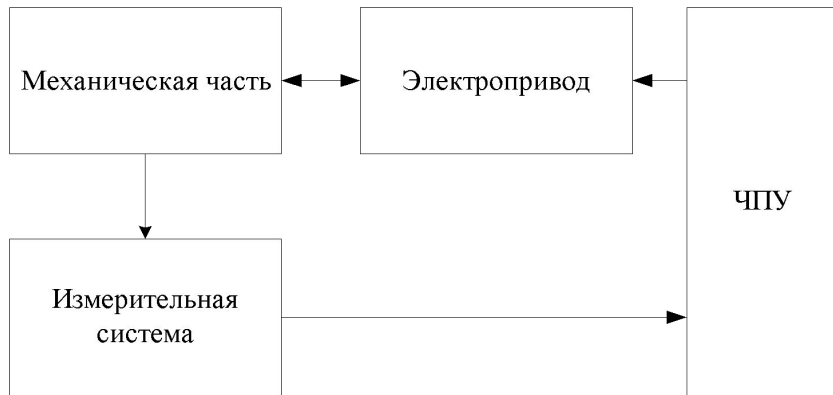 Механическая часть
Электропривод
ЧПУ
Измерительная
система